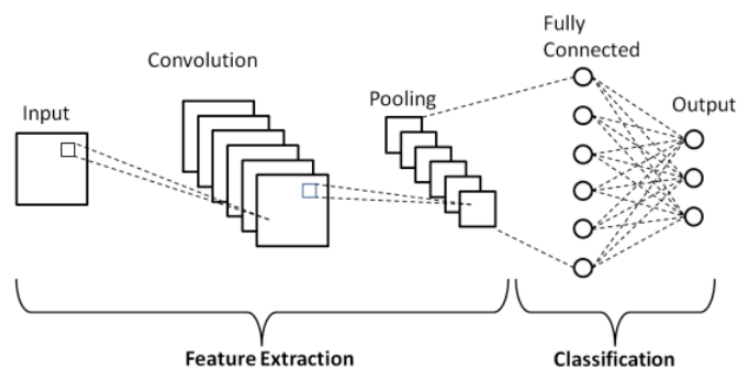 Input
Convolution
Pooling
Fully
Connected
Output
Feature Extraction
Classification